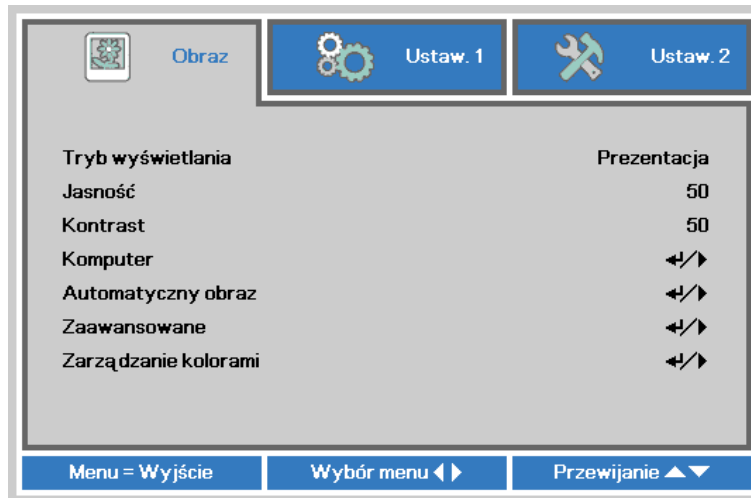 Obraz Ustaw. 1 Ustaw. 2
Tryb wyświetlania Prezentacja
Jasność 50
Kontrast 50
Komputer ↵/▶
Automatyczny obraz ↵/▶
Zaawansowane ↵/▶
Zarządzanie kolorami ↵/▶
Menu = Wyjście Wybór menu ◀ ▶ Przewijanie ▲▼